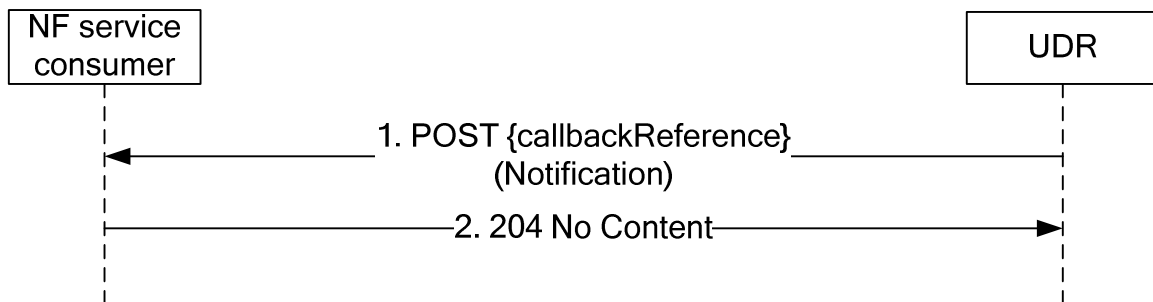 NF service
consumer
UDR
1. POST {callbackReference}
(Notification)
2. 204 No Content